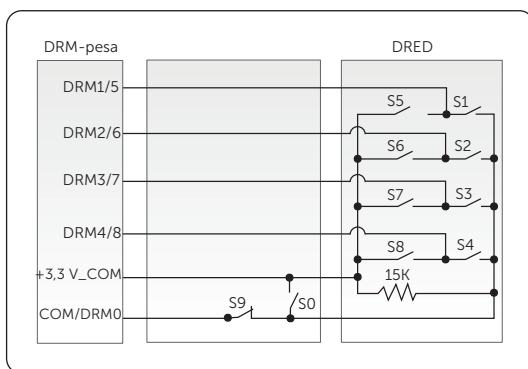 DRM-pesa
DRED
DRM1/5
S5
S1
DRM2/6
S6
S2
DRM3/7
S7
S3
DRM4/8
S8
S4
+3,3 V_COM
15K
S9
S0
COM/DRM0